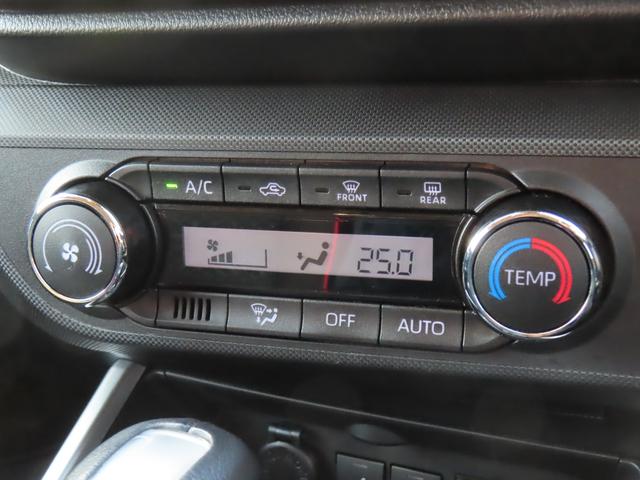 A/C
FRONT
REAR
25.0
TEMP
OFF
AUTO